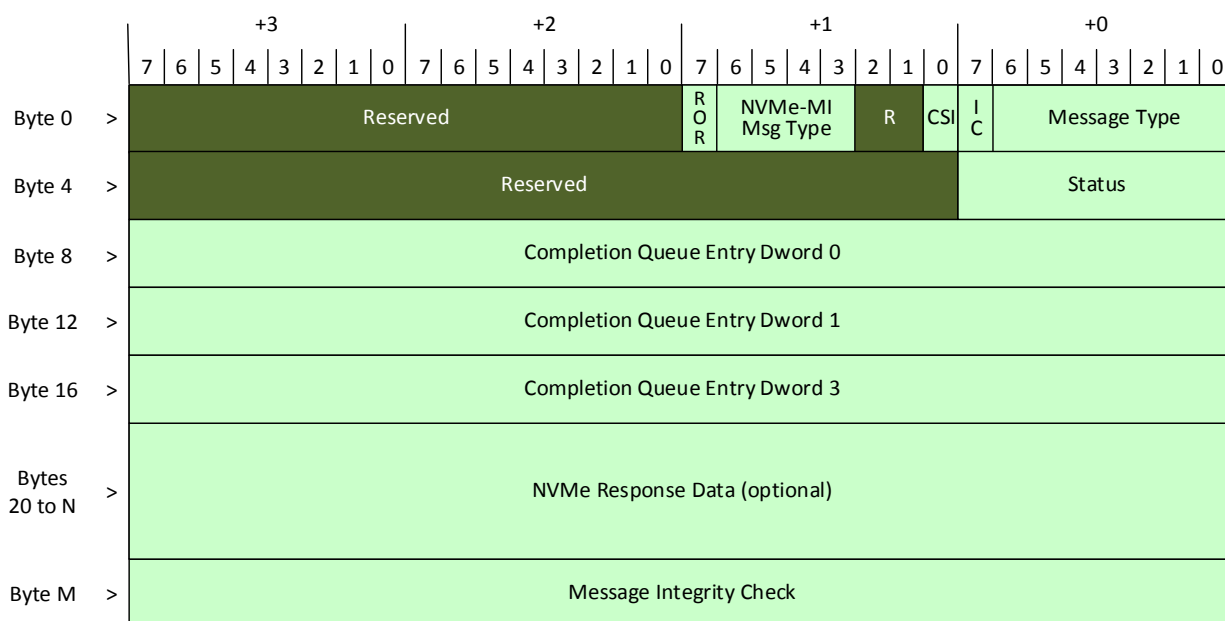 +3 +2 +1 +0
7 6 5 4 3 2 1 0 7 6 5 4 3 2 1 0 7 6 5 4 3 2 1 0 7 6 5 4 3 2 1 0
Byte 0 > Reserved ROR NVMe-MI Msg Type R CSI IC Message Type
Byte 4 > Reserved Status
Byte 8 > Completion Queue Entry Dword 0
Byte 12 > Completion Queue Entry Dword 1
Byte 16 > Completion Queue Entry Dword 3
Bytes
20 to N > NVMe Response Data (optional)
Byte M > Message Integrity Check